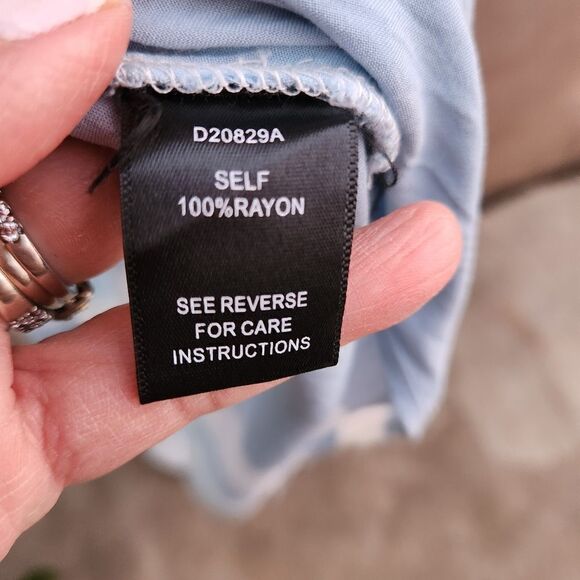 D20829A
SELF
100%RAYON
SEE REVERSE
FOR CARE
INSTRUCTIONS